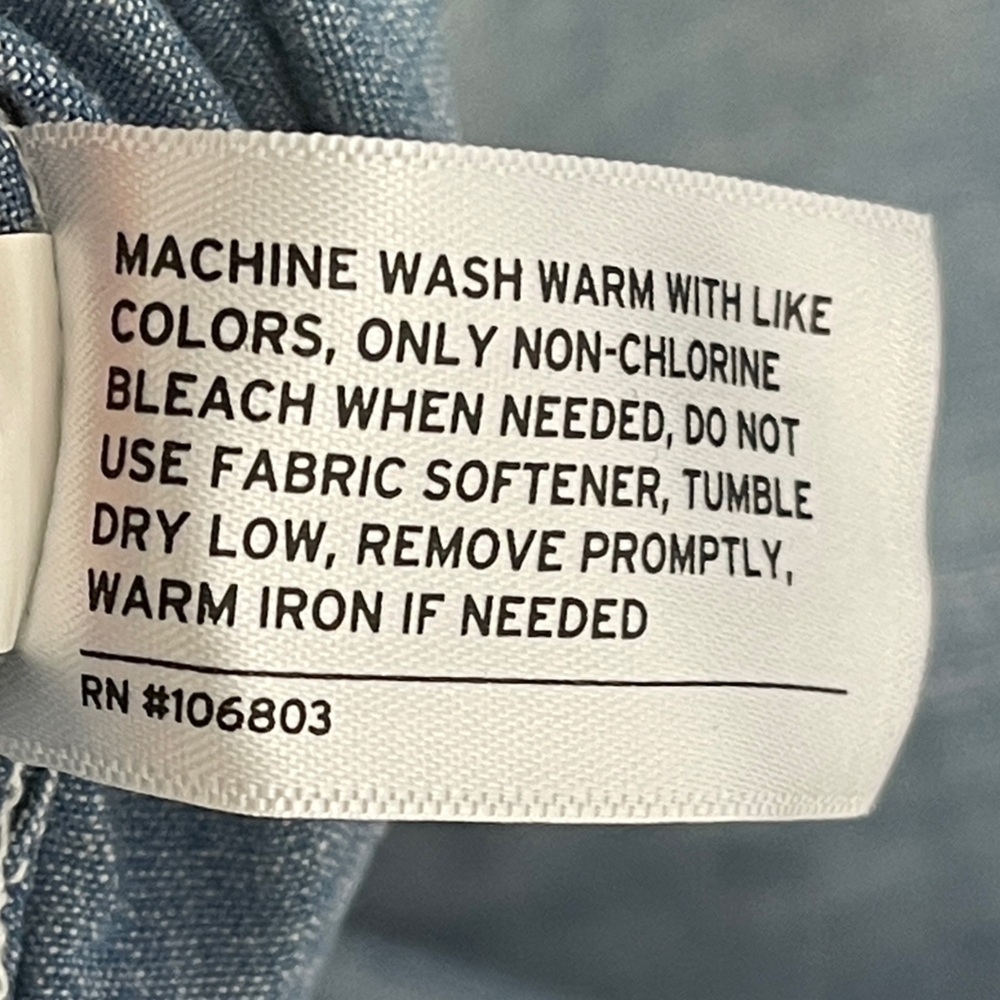 MACHINE WASH WARM WITH LIKE
COLORS, ONLY NON-CHLORINE
BLEACH WHEN NEEDED, DO NOT
USE FABRIC SOFTENER, TUMBLE
DRY LOW, REMOVE PROMPTLY,
WARM IRON IF NEEDED
RN #106803